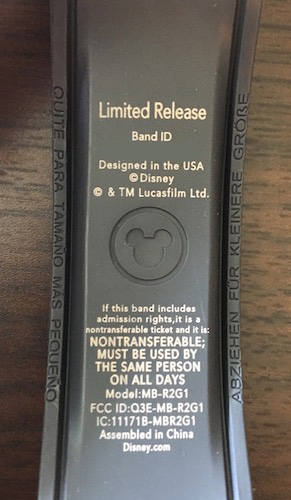 Limited Release
Band ID
Designed in the USA
©Disney
© & TM Lucasfilm Ltd.
If this band includes
admission rights,it is a
nontransferable ticket and it is:
NONTRANSFERABLE;
MUST BE USED BY
THE SAME PERSON
ON ALL DAYS
Model:MB-R2G1
FCC ID:Q3E-MB-R2G1
IC:11171B-MBR2G1
Assembled in China
Disney.com
QUITE PARA TAMAÑO MÁS PEQUEÑO
ABZIEHEN FÜR KLEINERE GRÖßE